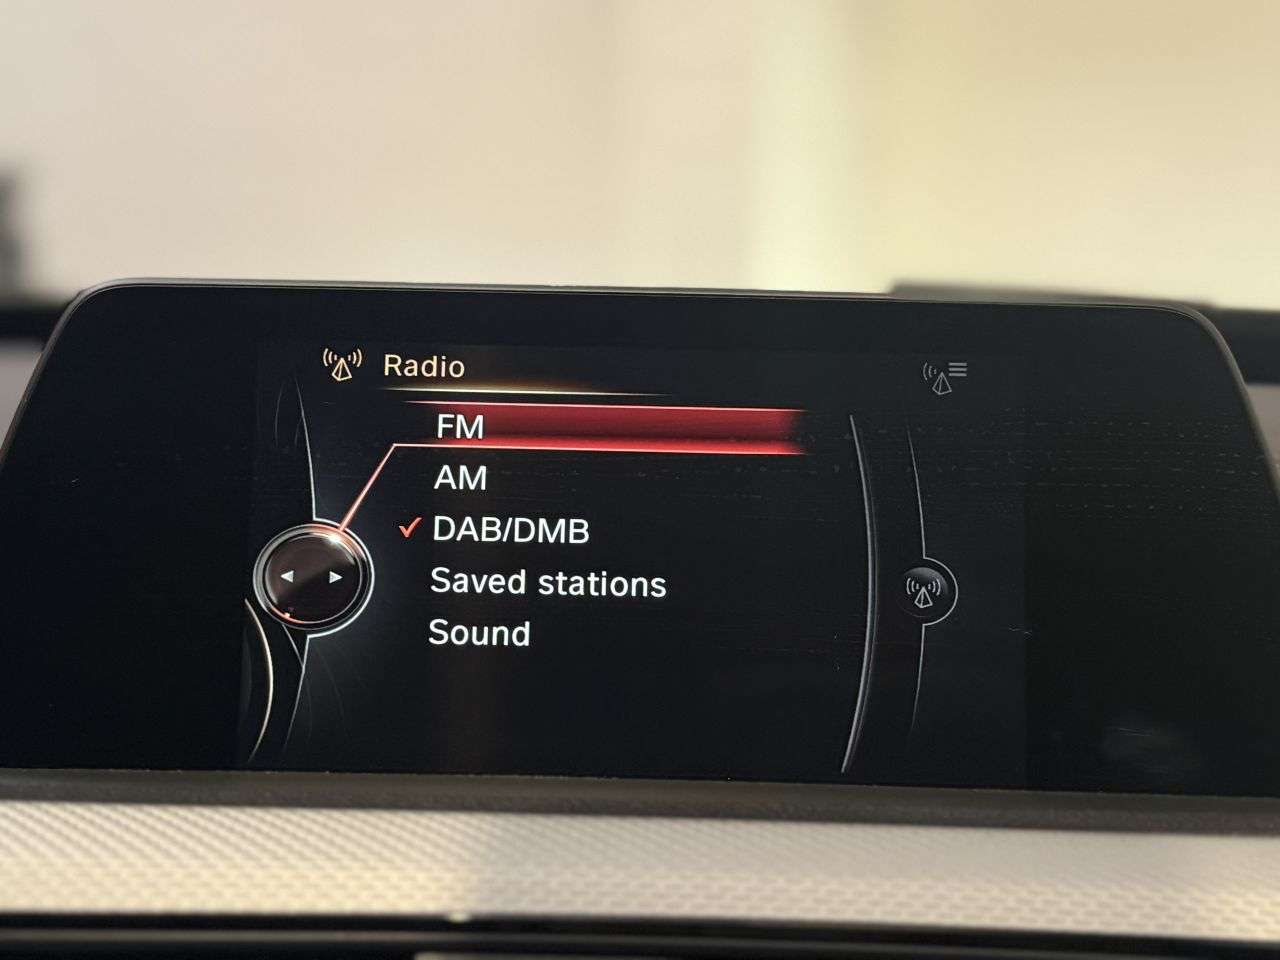 Radio
FM
AM
DAB/DMB
Saved stations
Sound